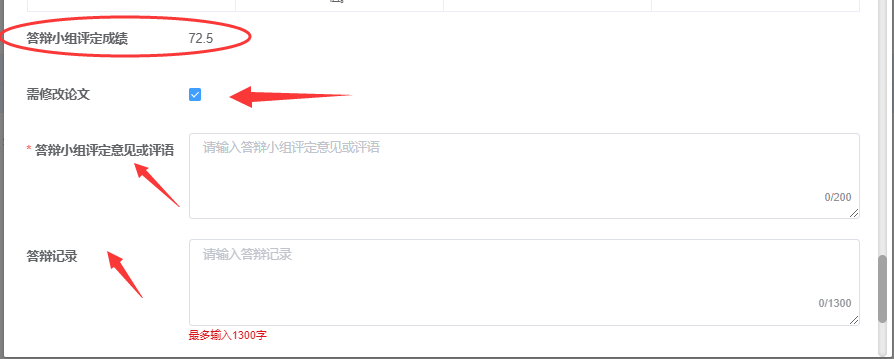 答辩小组评定成绩 72.5
需修改论文
* 答辩小组评定意见或评语 请输入答辩小组评定意见或评语
0/200
答辩记录 请输入答辩记录
0/1300
最多输入1300字